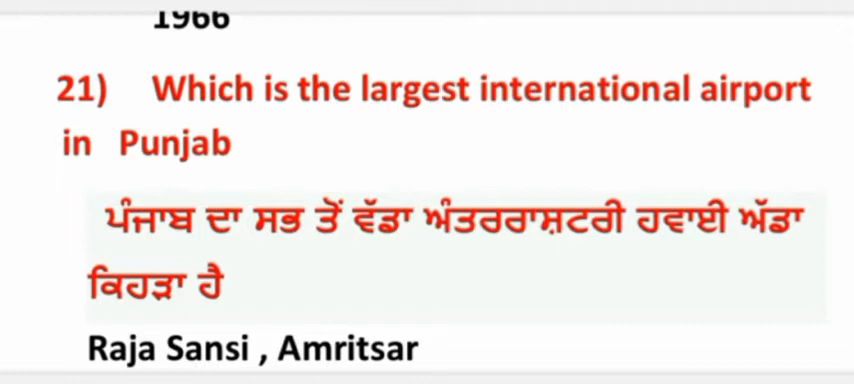 1966
21) Which is the largest international airport
in Punjab
ਪੰਜਾਬ ਦਾ ਸਭ ਤੋਂ ਵੱਡਾ ਅੰਤਰਰਾਸ਼ਟਰੀ ਹਵਾਈ ਅੱਡਾ
ਕਿਹੜਾ ਹੈ
Raja Sansi , Amritsar